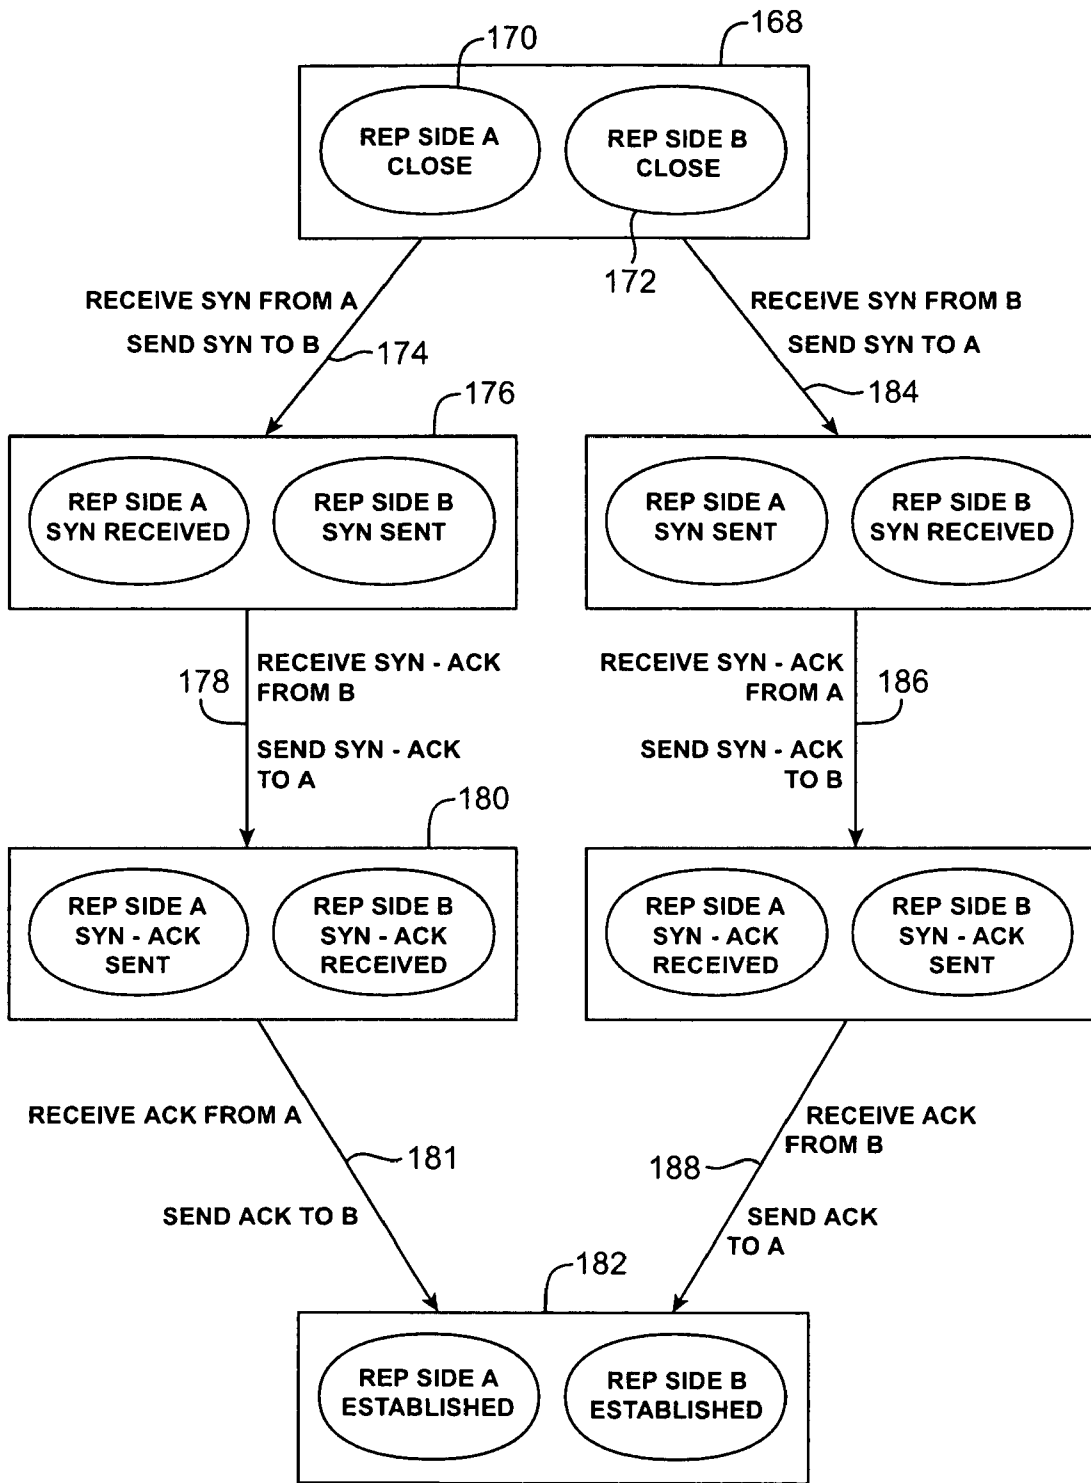 170
168
REP SIDE A
CLOSE
REP SIDE B
CLOSE
172
RECEIVE SYN FROM A
SEND SYN TO B
174
RECEIVE SYN FROM B
SEND SYN TO A
184
176
REP SIDE A
SYN RECEIVED
REP SIDE B
SYN SENT
REP SIDE A
SYN SENT
REP SIDE B
SYN RECEIVED
178
RECEIVE SYN - ACK
FROM B
SEND SYN - ACK
TO A
RECEIVE SYN - ACK
FROM A
SEND SYN - ACK
TO B
186
180
REP SIDE A
SYN - ACK
SENT
REP SIDE B
SYN - ACK
RECEIVED
REP SIDE A
SYN - ACK
RECEIVED
REP SIDE B
SYN - ACK
SENT
RECEIVE ACK FROM A
181
SEND ACK TO B
RECEIVE ACK
FROM B
188
SEND ACK
TO A
182
REP SIDE A
ESTABLISHED
REP SIDE B
ESTABLISHED